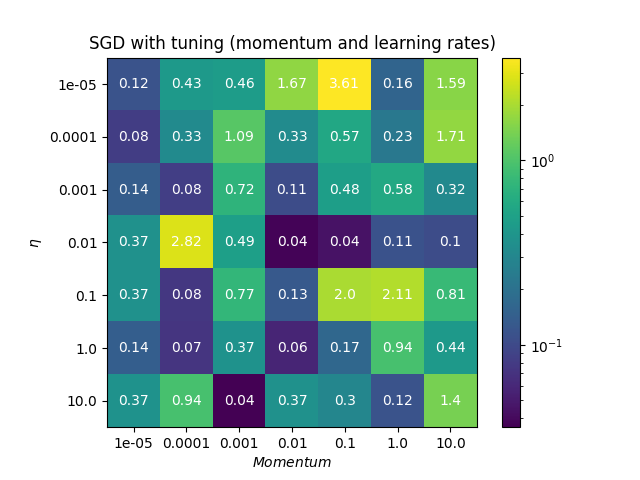 SGD with tuning (momentum and learning rates)
1e-05 0.12 0.43 0.46 1.67 3.61 0.16 1.59
0.0001 0.08 0.33 1.09 0.33 0.57 0.23 1.71
10⁰
0.001 0.14 0.08 0.72 0.11 0.48 0.58 0.32
η
0.01 0.37 2.82 0.49 0.04 0.04 0.11 0.1
0.1 0.37 0.08 0.77 0.13 2.0 2.11 0.81
1.0 0.14 0.07 0.37 0.06 0.17 0.94 0.44
10⁻¹
10.0 0.37 0.94 0.04 0.37 0.3 0.12 1.4
1e-05 0.0001 0.001 0.01 0.1 1.0 10.0
Momentum